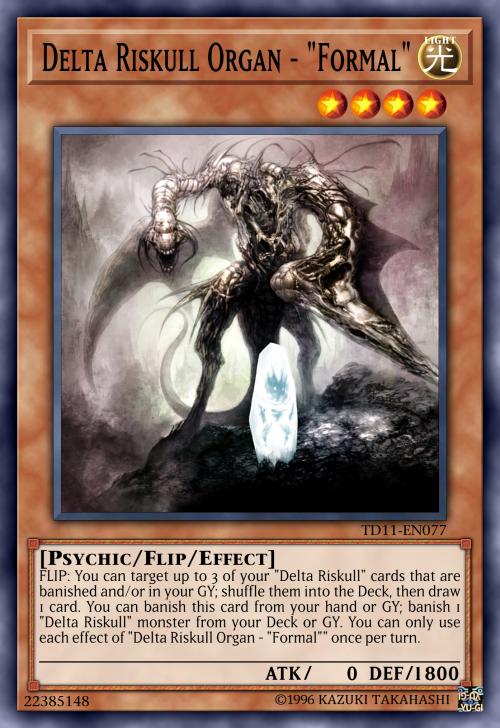 DELTA RISKULL ORGAN - "FORMAL"
LIGHT
光
TD11-EN077
[PSYCHIC/FLIP/EFFECT]
FLIP: You can target up to 3 of your "Delta Riskull" cards that are
banished and/or in your GY; shuffle them into the Deck, then draw
1 card. You can banish this card from your hand or GY; banish 1
"Delta Riskull" monster from your Deck or GY. You can only use
each effect of "Delta Riskull Organ - "Formal"" once per turn.
ATK/ 0 DEF/1800
22385148
©1996 KAZUKI TAKAHASHI